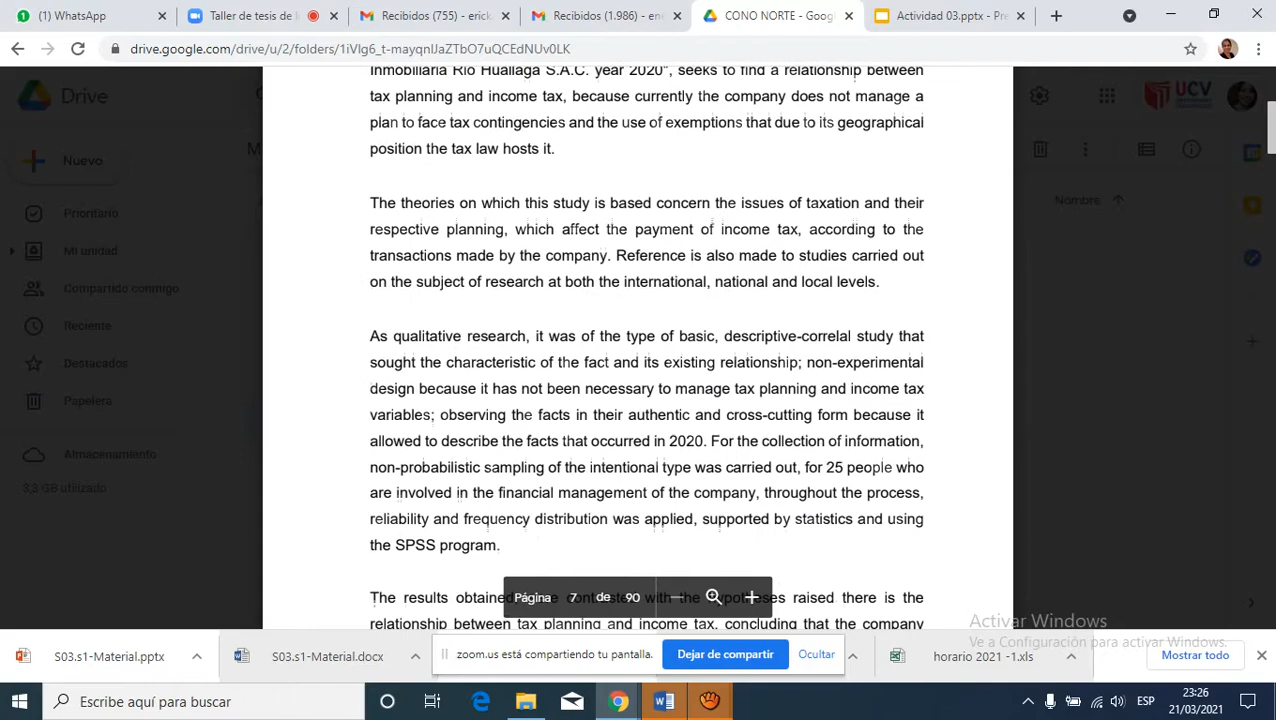 (1) WhatsApp
Taller de tesis de
Recibidos (755) - erick
Recibidos (1.986) - ene
CONO NORTE - Goog
Actividad 03.pptx - Pre
drive.google.com/drive/u/2/folders/1iVlg6_t-mayqnIJaZTbO7uQCEdNUv0LK
Drive
UCV
Nuevo
Prioritario
Mi unidad
Compartido conmigo
Reciente
Destacados
Papelera
Almacenamiento
3,3 GB utilizado
Nombre
Inmobiliaria Rio Huallaga S.A.C. year 2020", seeks to find a relationship between
tax planning and income tax, because currently the company does not manage a
plan to face tax contingencies and the use of exemptions that due to its geographical
position the tax law hosts it.
The theories on which this study is based concern the issues of taxation and their
respective planning, which affect the payment of income tax, according to the
transactions made by the company. Reference is also made to studies carried out
on the subject of research at both the international, national and local levels.
As qualitative research, it was of the type of basic, descriptive-correlal study that
sought the characteristic of the fact and its existing relationship; non-experimental
design because it has not been necessary to manage tax planning and income tax
variables; observing the facts in their authentic and cross-cutting form because it
allowed to describe the facts that occurred in 2020. For the collection of information,
non-probabilistic sampling of the intentional type was carried out, for 25 people who
are involved in the financial management of the company, throughout the process,
reliability and frequency distribution was applied, supported by statistics and using
the SPSS program.
The results obtained with the hypotheses raised there is the
relationship between tax planning and income tax, concluding that the company
Página 7 de 90
Activar Windows
Ve a Configuración para activar Windows.
S03.s1-Material.pptx
S03.s1-Material.docx
zoom.us está compartiendo tu pantalla.
Dejar de compartir
Ocultar
horario 2021 -1.xls
Mostrar todo
Escribe aquí para buscar
ESP
23:26
21/03/2021